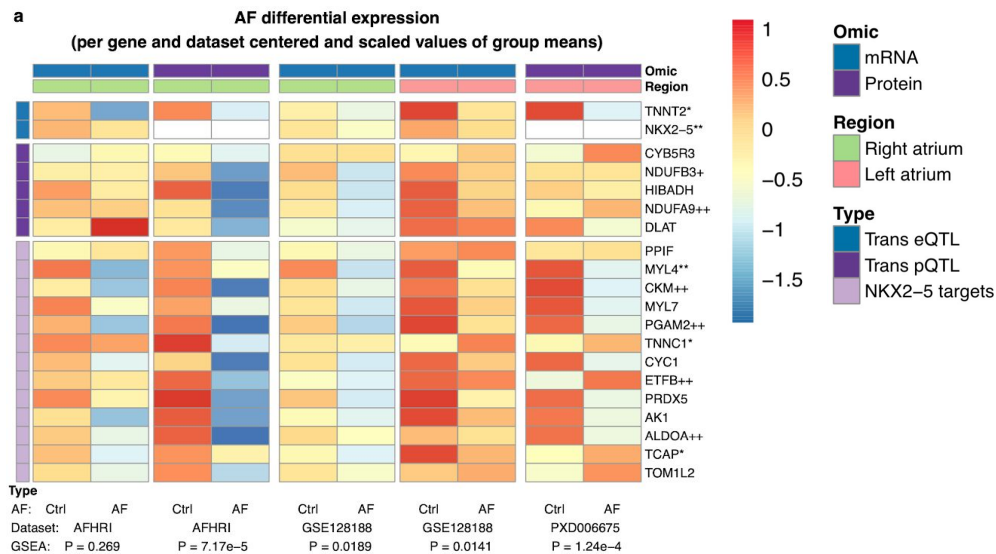 a
AF differential expression
(per gene and dataset centered and scaled values of group means)
Omic
Region
TNNT2*
NKX2−5**
CYB5R3
NDUFB3+
HIBADH
NDUFA9++
DLAT
PPIF
MYL4**
CKM++
MYL7
PGAM2++
TNNC1*
CYC1
ETFB++
PRDX5
AK1
ALDOA++
TCAP*
TOM1L2
Type
AF: Ctrl AF Ctrl AF Ctrl AF Ctrl AF Ctrl AF
Dataset: AFHRI AFHRI GSE128188 GSE128188 PXD006675
GSEA: P = 0.269 P = 7.17e−5 P = 0.0189 P = 0.0141 P = 1.24e−4
1
0.5
0
−0.5
−1
−1.5
Omic
mRNA
Protein
Region
Right atrium
Left atrium
Type
Trans eQTL
Trans pQTL
NKX2−5 targets